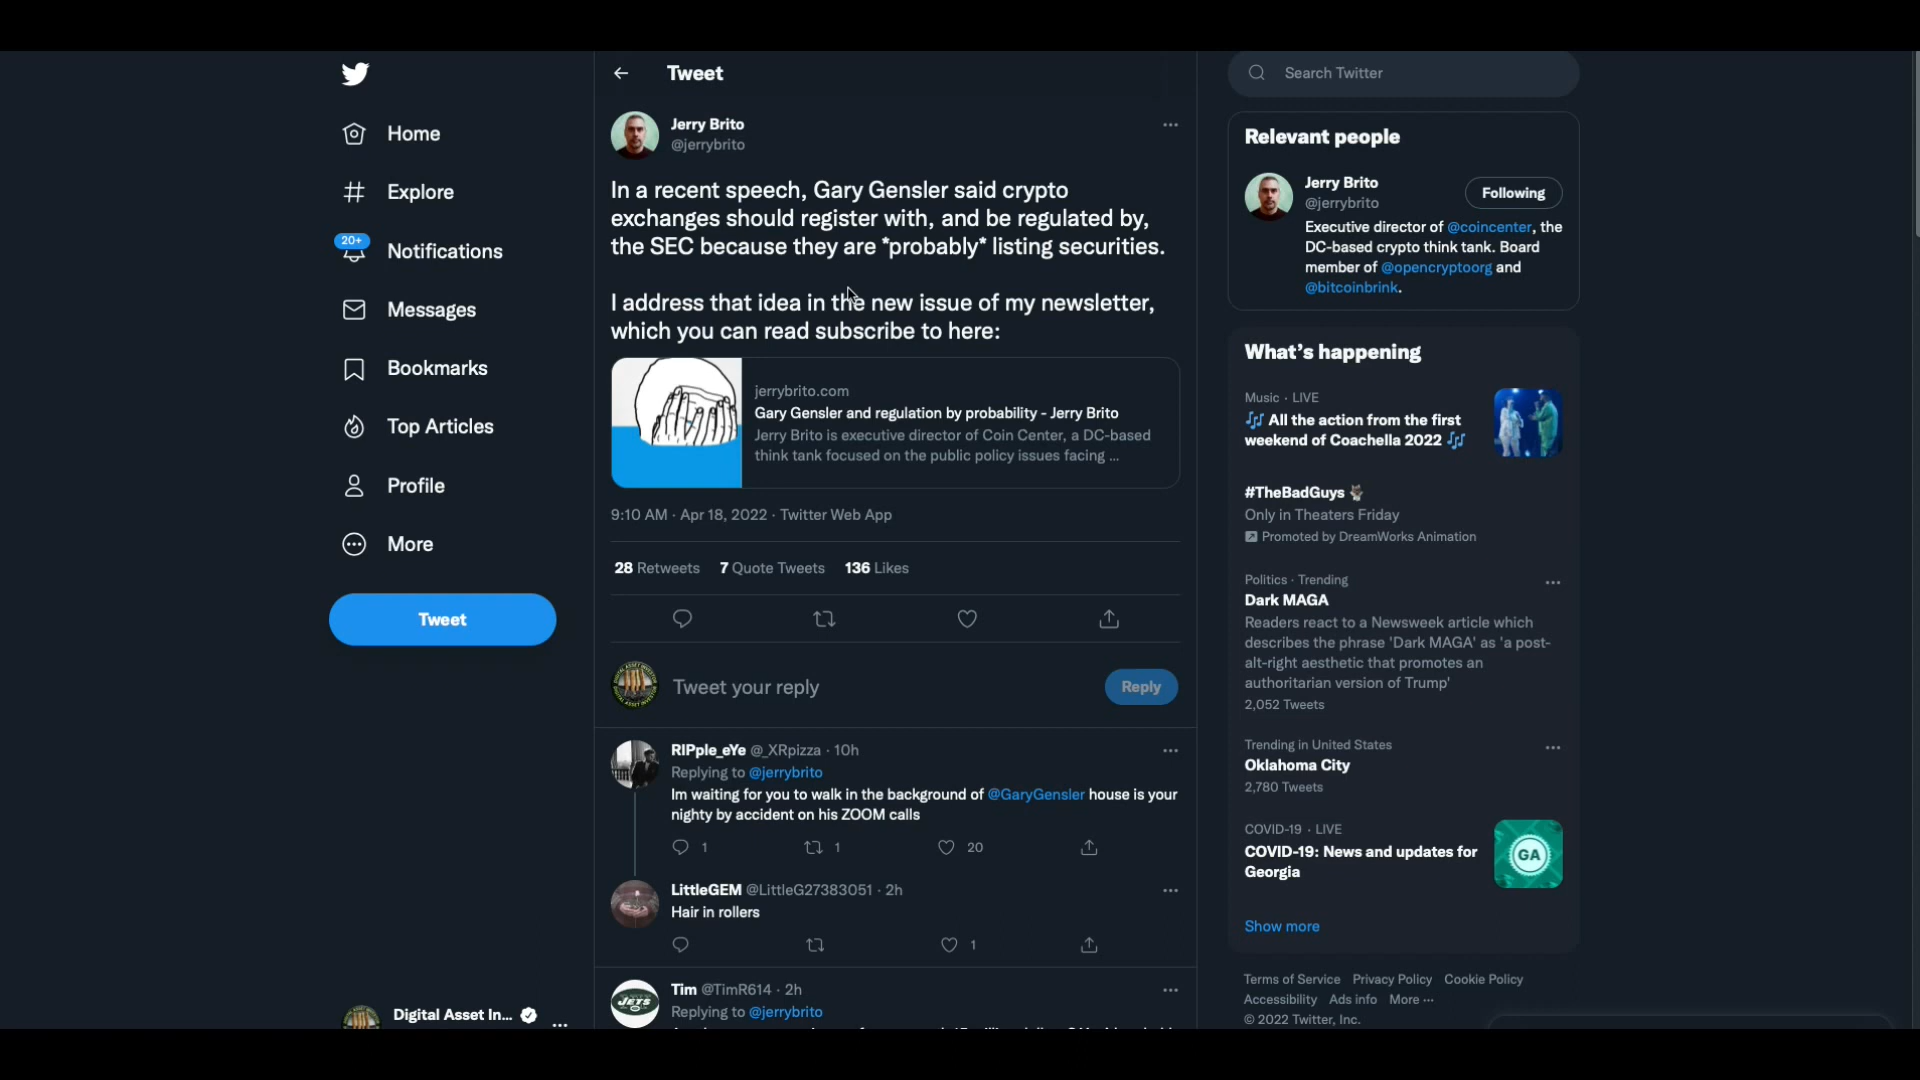 Home
Explore
20+
Notifications
Messages
Bookmarks
Top Articles
Profile
More
Tweet
Digital Asset In...
Tweet
Jerry Brito
@jerrybrito
In a recent speech, Gary Gensler said crypto
exchanges should register with, and be regulated by,
the SEC because they are *probably* listing securities.
I address that idea in the new issue of my newsletter,
which you can read subscribe to here:
jerrybrito.com
Gary Gensler and regulation by probability - Jerry Brito
Jerry Brito is executive director of Coin Center, a DC-based
think tank focused on the public policy issues facing ...
9:10 AM · Apr 18, 2022 · Twitter Web App
28 Retweets 7 Quote Tweets 136 Likes
Tweet your reply
Reply
RIPple_eYe @_XRpizza · 10h
Replying to @jerrybrito
Im waiting for you to walk in the background of @GaryGensler house is your
nighty by accident on his ZOOM calls
1 1 20
LittleGEM @LittleG27383051 · 2h
Hair in rollers
1
JETS
Tim @TimR614 · 2h
Replying to @jerrybrito
Search Twitter
Relevant people
Jerry Brito
@jerrybrito
Following
Executive director of @coincenter, the
DC-based crypto think tank. Board
member of @opencryptoorg and
@bitcoinbrink.
What's happening
Music · LIVE
All the action from the first
weekend of Coachella 2022
#TheBadGuys
Only in Theaters Friday
Promoted by DreamWorks Animation
Politics · Trending
Dark MAGA
Readers react to a Newsweek article which
describes the phrase 'Dark MAGA' as 'a post-
alt-right aesthetic that promotes an
authoritarian version of Trump'
2,052 Tweets
Trending in United States
Oklahoma City
2,780 Tweets
COVID-19 · LIVE
COVID-19: News and updates for
Georgia
GA
Show more
Terms of Service Privacy Policy Cookie Policy
Accessibility Ads info More ···
© 2022 Twitter, Inc.